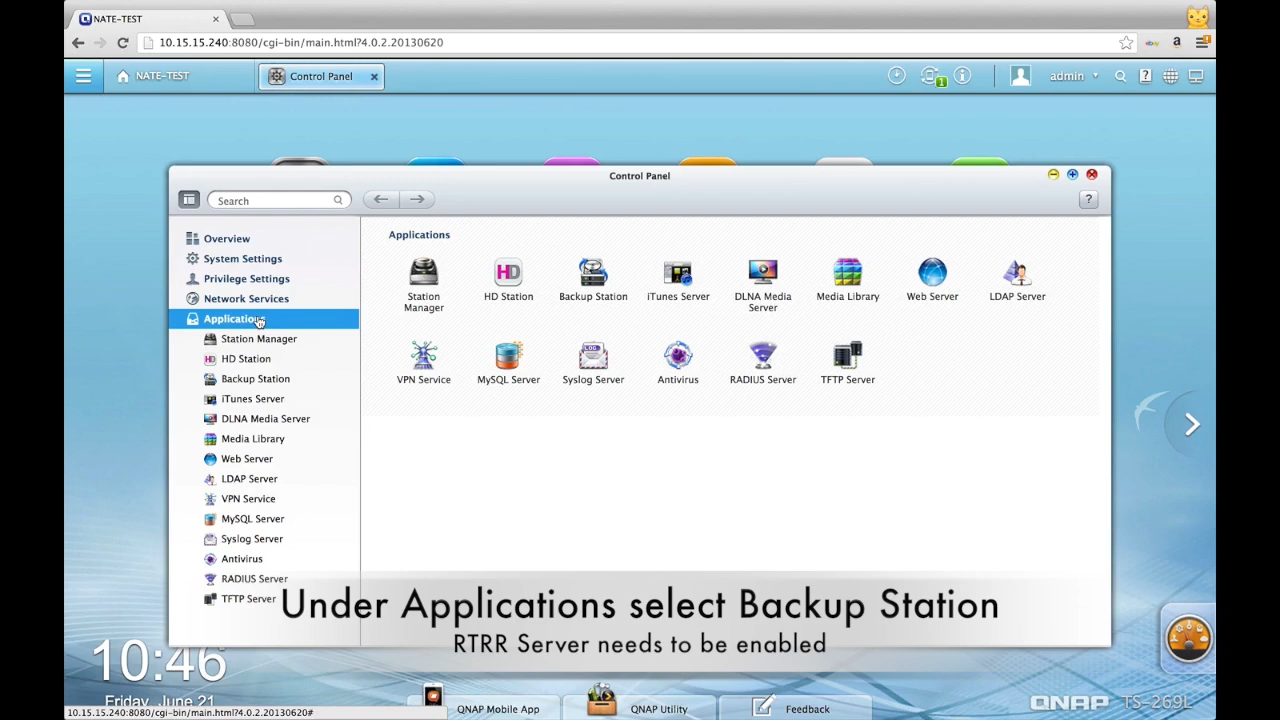 NATE-TEST
10.15.15.240:8080/cgi-bin/main.html?4.0.2.20130620
NATE-TEST
Control Panel
1
admin
Control Panel
Search
?
Overview
System Settings
Privilege Settings
Network Services
Applications
Station Manager
HD Station
Backup Station
iTunes Server
DLNA Media Server
Media Library
Web Server
LDAP Server
VPN Service
MySQL Server
Syslog Server
Antivirus
RADIUS Server
TFTP Server
Applications
Station
Manager
HD Station
Backup Station
iTunes Server
DLNA Media
Server
Media Library
Web Server
LDAP Server
VPN Service
MySQL Server
Syslog Server
Antivirus
RADIUS Server
TFTP Server
Under Applications select Backup Station
RTRR Server needs to be enabled
10:46
Friday, June 21
10.15.15.240:8080/cgi-bin/main.html?4.0.2.20130620#
QNAP Mobile App
QNAP Utility
Feedback
QNAP TS-269L